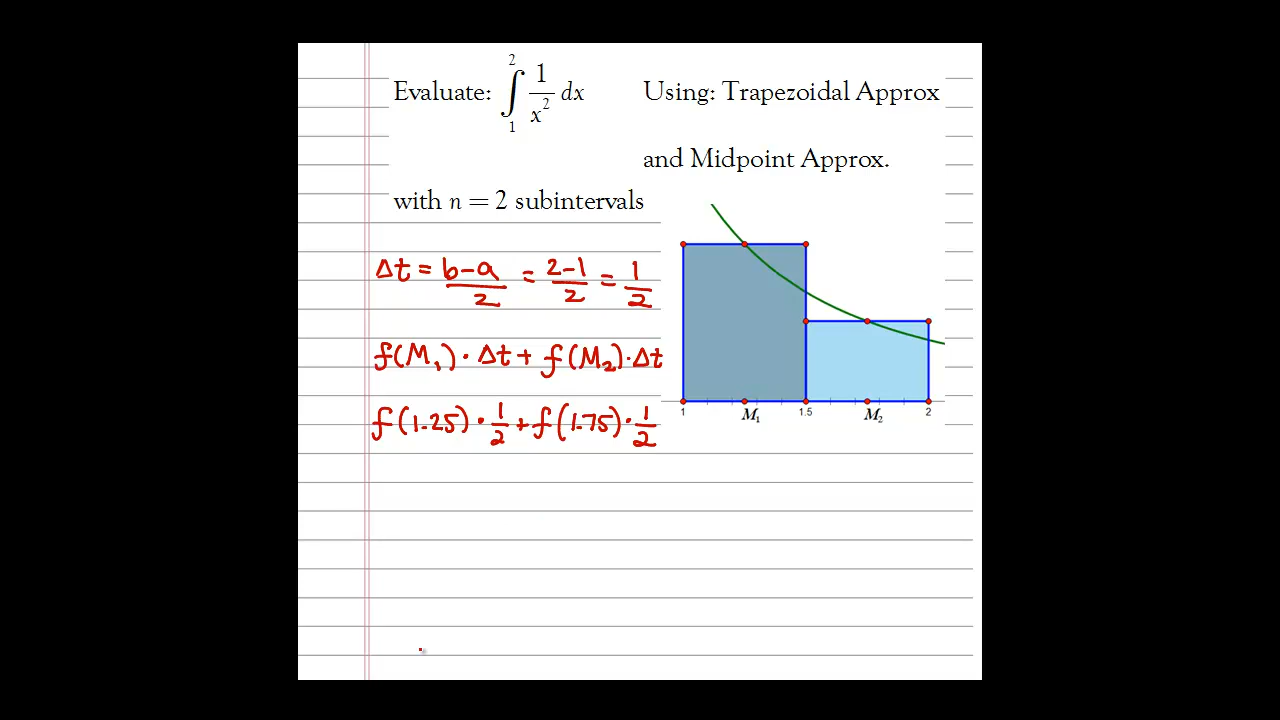 Evaluate: ∫₁² 1/x² dx Using: Trapezoidal Approx
and Midpoint Approx.
with n = 2 subintervals
Δt = b-a/2 = 2-1/2 = 1/2
f(M₁)·Δt + f(M₂)·Δt
f(1.25)·1/2 + f(1.75)·1/2
1 M₁ 1.5 M₂ 2